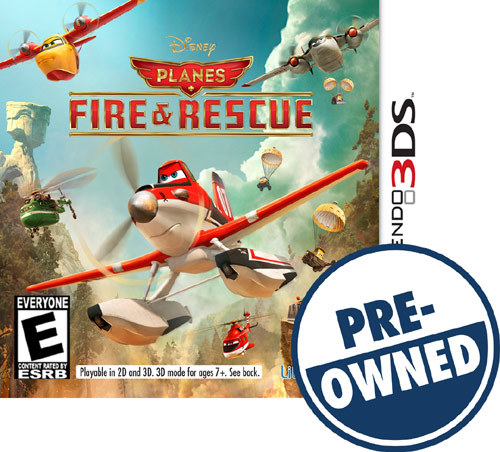 Disney
PLANES
FIRE & RESCUE
3DS
EVERYONE
E
CONTENT RATED BY
ESRB
Playable in 2D and 3D. 3D mode for ages 7+. See back.
PRE-
OWNED